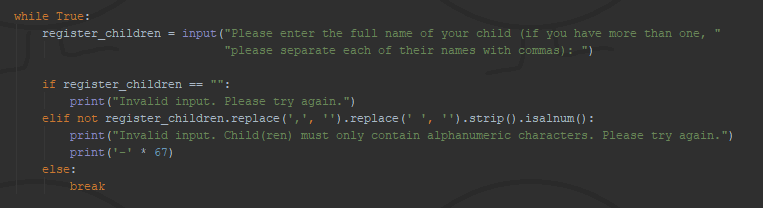 while True:
register_children = input("Please enter the full name of your child (if you have more than one, "
"please separate each of their names with commas): ")
if register_children == "":
print("Invalid input. Please try again.")
elif not register_children.replace(',', '').replace(' ', '').strip().isalnum():
print("Invalid input. Child(ren) must only contain alphanumeric characters. Please try again.")
print('-' * 67)
else:
break